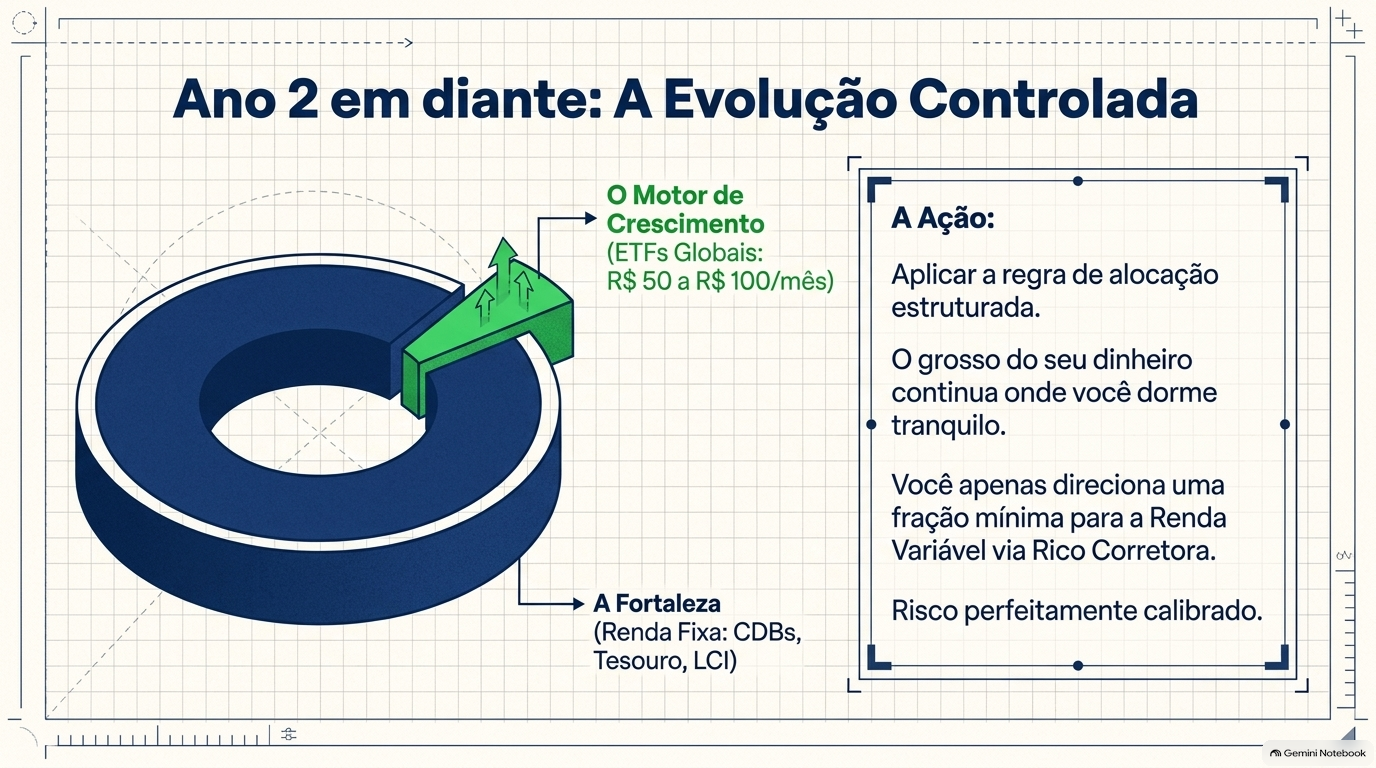 Ano 2 em diante: A Evolução Controlada
O Motor de
Crescimento
(ETFs Globais:
R$ 50 a R$ 100/mês)
A Fortaleza
(Renda Fixa: CDBs,
Tesouro, LCI)
A Ação:
Aplicar a regra de alocação
estruturada.
O grosso do seu dinheiro
continua onde você dorme
tranquilo.
Você apenas direciona uma
fração mínima para a Renda
Variável via Rico Corretora.
Risco perfeitamente calibrado.
Gemini Notebook